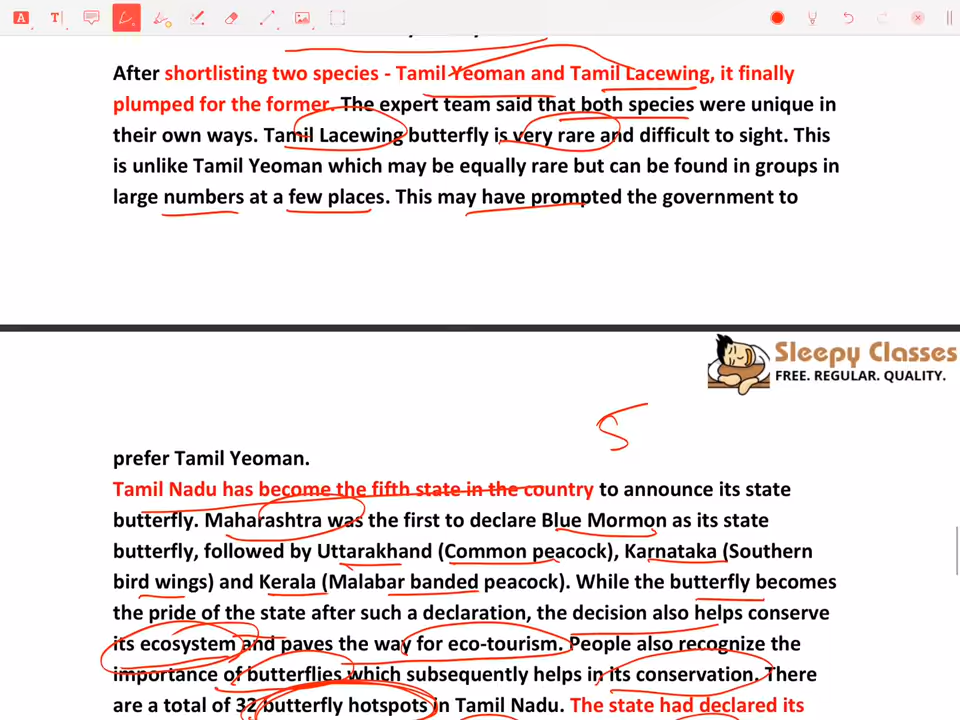 After shortlisting two species - Tamil Yeoman and Tamil Lacewing, it finally
plumped for the former. The expert team said that both species were unique in
their own ways. Tamil Lacewing butterfly is very rare and difficult to sight. This
is unlike Tamil Yeoman which may be equally rare but can be found in groups in
large numbers at a few places. This may have prompted the government to
Sleepy Classes
FREE. REGULAR. QUALITY.
5
prefer Tamil Yeoman.
Tamil Nadu has become the fifth state in the country to announce its state
butterfly. Maharashtra was the first to declare Blue Mormon as its state
butterfly, followed by Uttarakhand (Common peacock), Karnataka (Southern
bird wings) and Kerala (Malabar banded peacock). While the butterfly becomes
the pride of the state after such a declaration, the decision also helps conserve
its ecosystem and paves the way for eco-tourism. People also recognize the
importance of butterflies which subsequently helps in its conservation. There
are a total of 32 butterfly hotspots in Tamil Nadu. The state had declared its